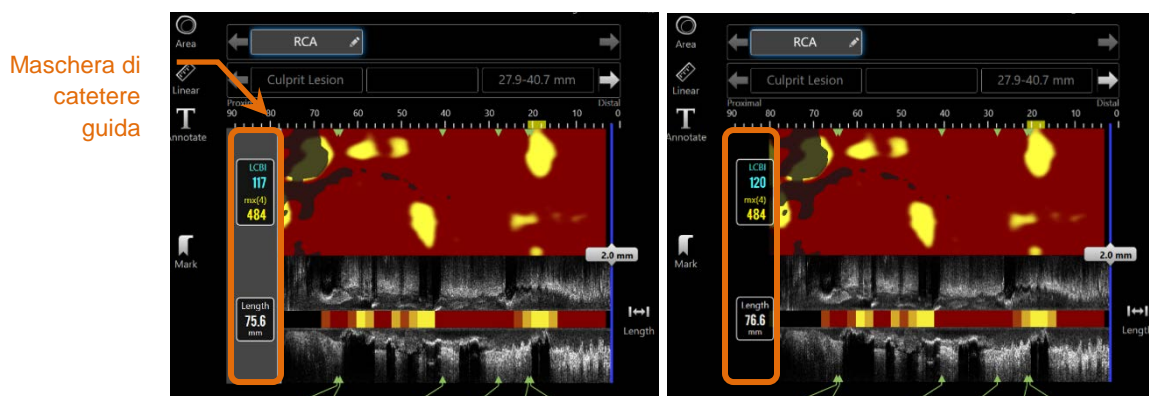 Maschera di
catetere
guida
Area
RCA
Linear
Culprit Lesion
27.9-40.7 mm
Proximal
Distal
90 80 70 60 50 40 30 20 10 0
T
Annotate
LCBI
117
mx(4)
484
2.0 mm
Mark
Length
75.6
mm
Length
Area
RCA
Linear
Culprit Lesion
27.9-40.7 mm
Proximal
Distal
90 80 70 60 50 40 30 20 10 0
T
Annotate
LCBI
120
mx(4)
484
2.0 mm
Mark
Length
76.6
mm
Length